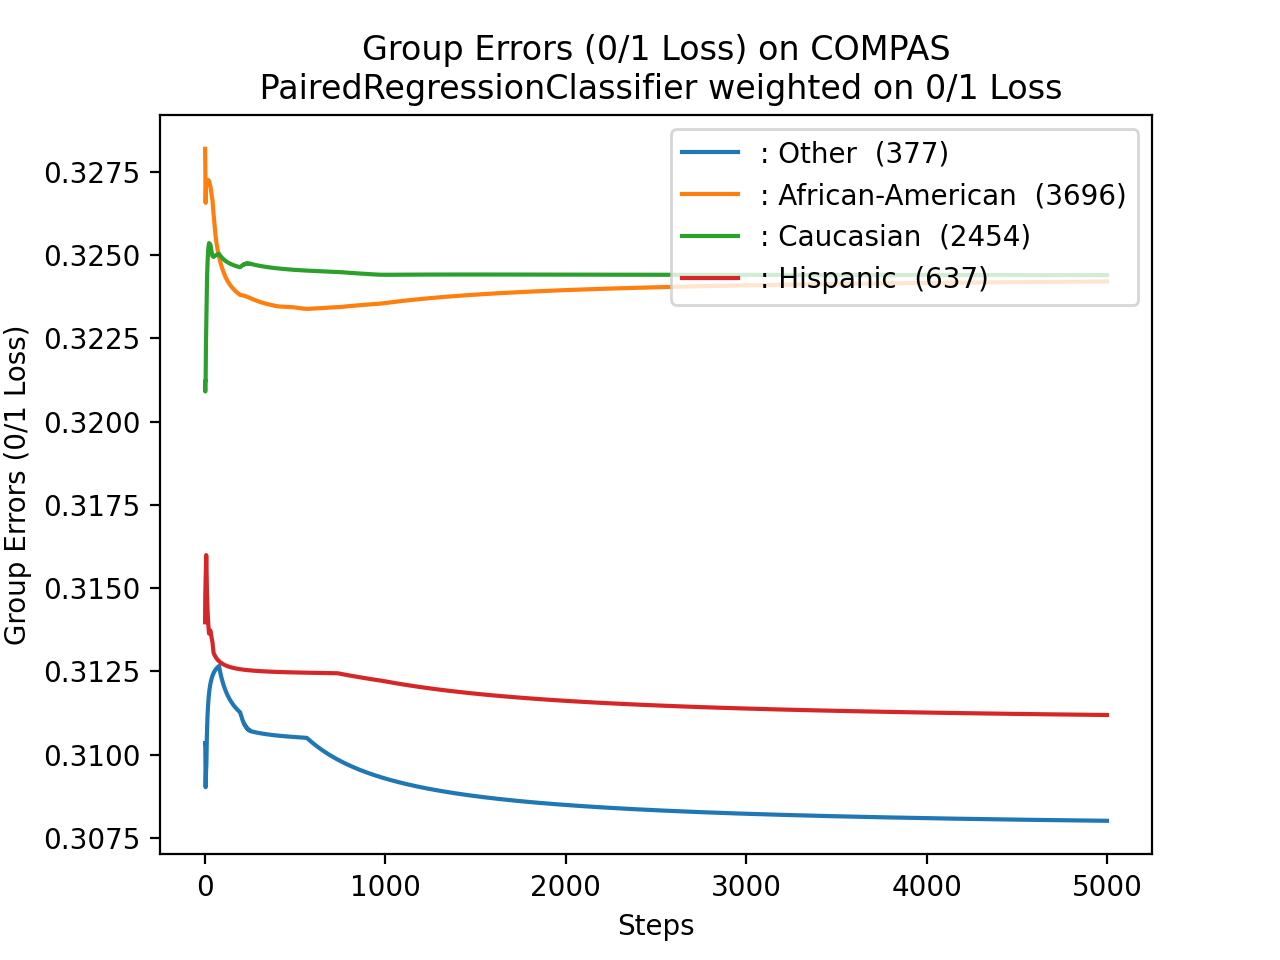 Group Errors (0/1 Loss) on COMPAS
PairedRegressionClassifier weighted on 0/1 Loss
Group Errors (0/1 Loss)
0.3275
0.3250
0.3225
0.3200
0.3175
0.3150
0.3125
0.3100
0.3075
: Other (377)
: African-American (3696)
: Caucasian (2454)
: Hispanic (637)
0 1000 2000 3000 4000 5000
Steps